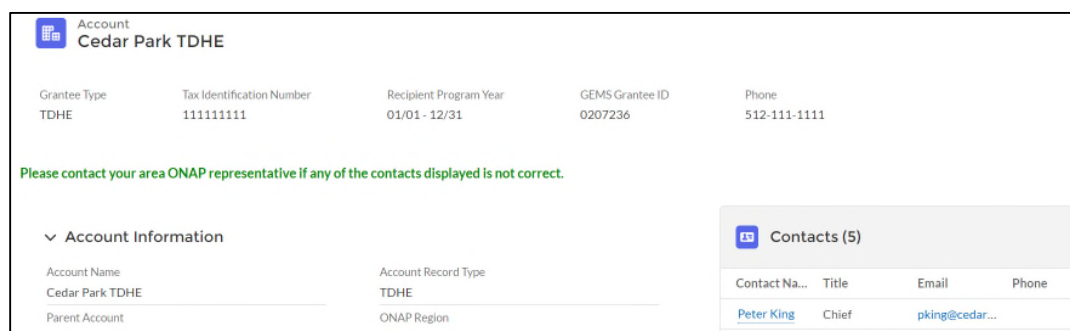 Account
Cedar Park TDHE
Grantee Type Tax Identification Number Recipient Program Year GEMS Grantee ID Phone
TDHE 111111111 01/01 - 12/31 0207236 512-111-1111
Please contact your area ONAP representative if any of the contacts displayed is not correct.
Account Information
Account Name Account Record Type
Cedar Park TDHE TDHE
Parent Account ONAP Region
Contacts (5)
Contact Na... Title Email Phone
Peter King Chief pking@cedar...